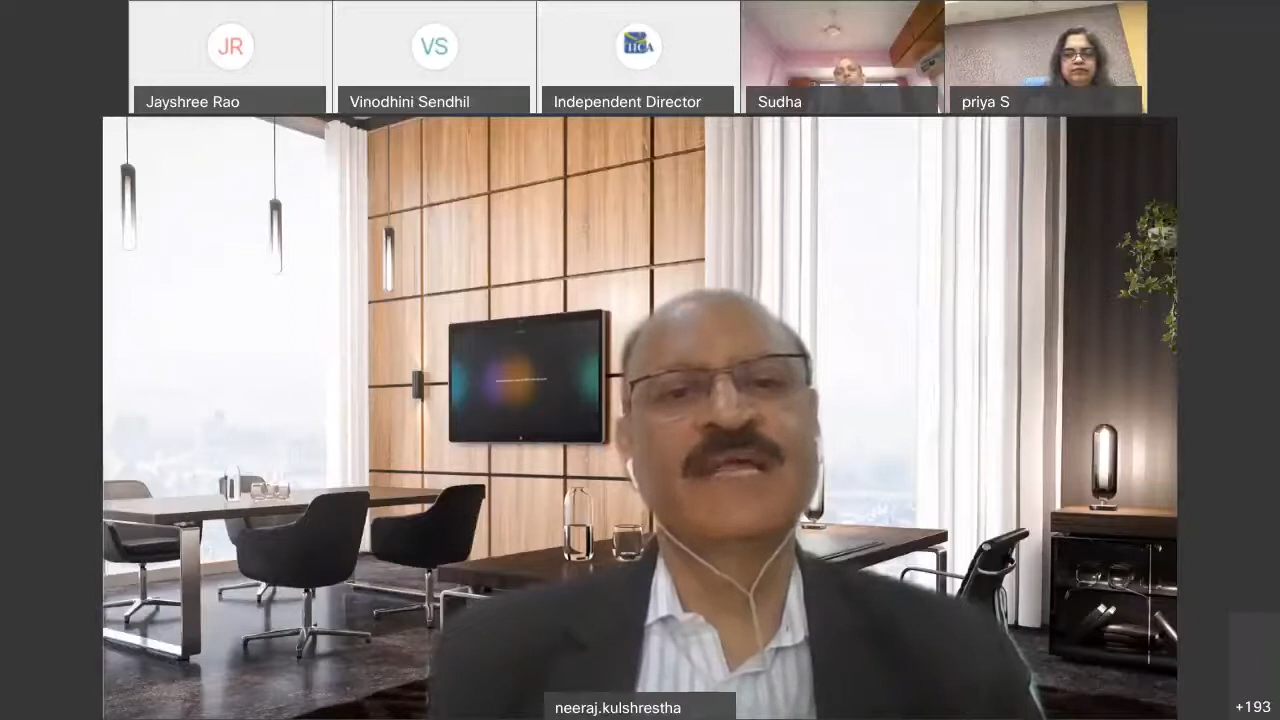 JR
VS
IICA
Jayshree Rao
Vinodhini Sendhil
Independent Director
Sudha
priya S
neeraj.kulshrestha
+193